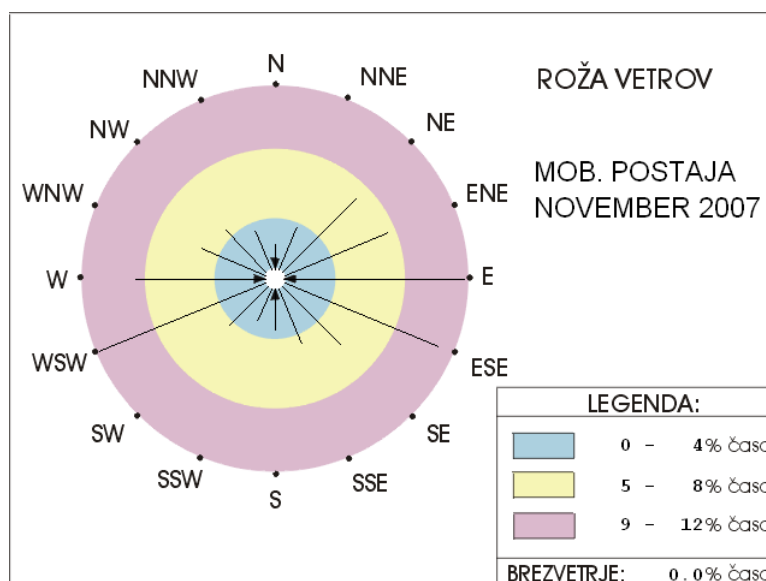 ROŽA VETROV
MOB. POSTAJA
NOVEMBER 2007
N
NNE
NE
ENE
E
ESE
SE
SSE
S
SSW
SW
WSW
W
WNW
NW
NNW
LEGENDA:
0 - 4% časa
5 - 8% časa
9 - 12% časa
BREZVETRJE: 0.0% časa